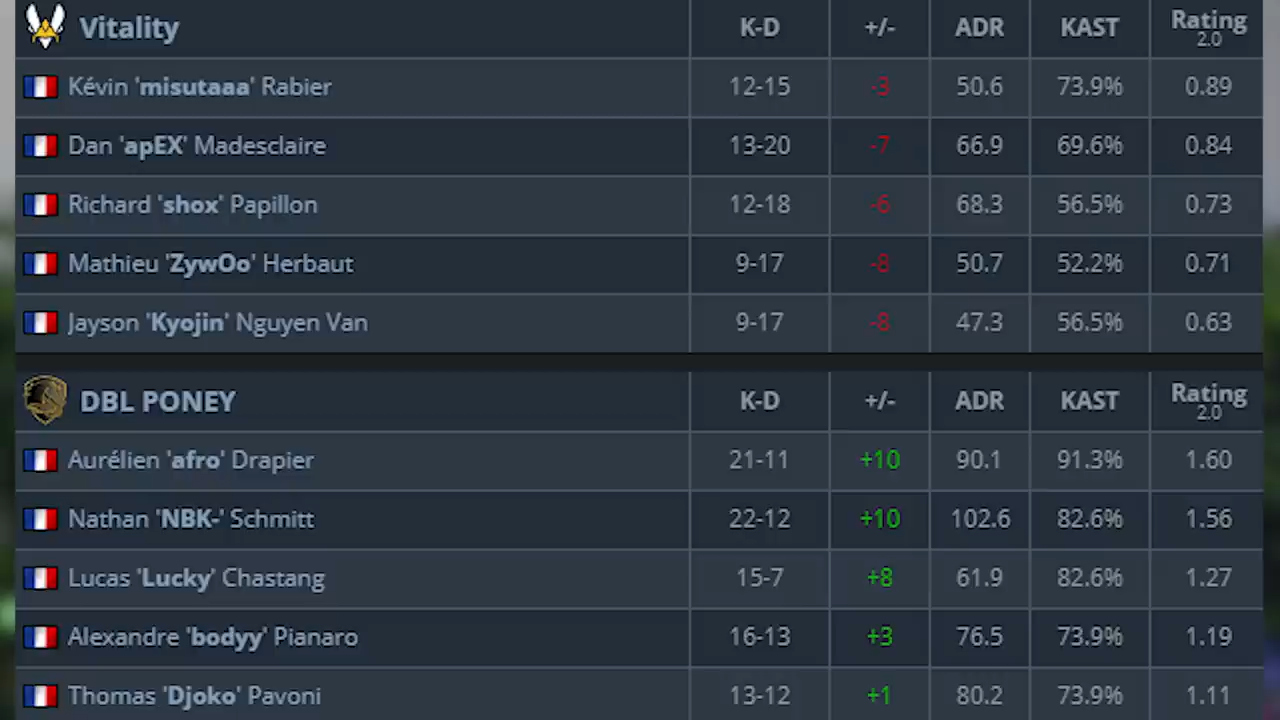 Vitality K-D +/- ADR KAST Rating 2.0
Kévin 'misutaaa' Rabier 12-15 -3 50.6 73.9% 0.89
Dan 'apEX' Madesclaire 13-20 -7 66.9 69.6% 0.84
Richard 'shox' Papillon 12-18 -6 68.3 56.5% 0.73
Mathieu 'ZywOo' Herbaut 9-17 -8 50.7 52.2% 0.71
Jayson 'Kyojin' Nguyen Van 9-17 -8 47.3 56.5% 0.63
DBL PONEY K-D +/- ADR KAST Rating 2.0
Aurélien 'afro' Drapier 21-11 +10 90.1 91.3% 1.60
Nathan 'NBK-' Schmitt 22-12 +10 102.6 82.6% 1.56
Lucas 'Lucky' Chastang 15-7 +8 61.9 82.6% 1.27
Alexandre 'bodyy' Pianaro 16-13 +3 76.5 73.9% 1.19
Thomas 'Djoko' Pavoni 13-12 +1 80.2 73.9% 1.11